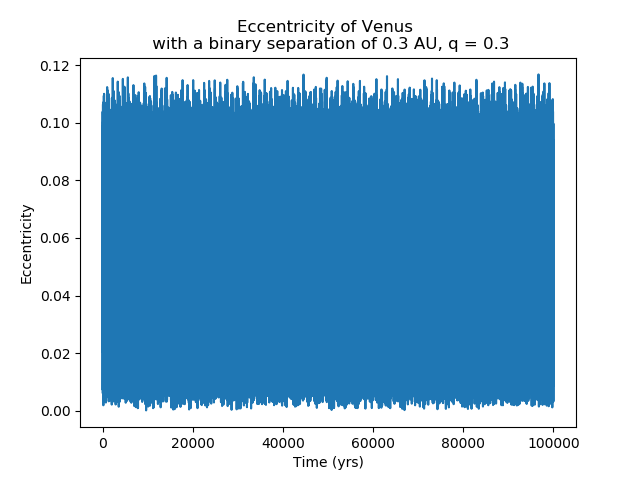 Eccentricity of Venus
with a binary separation of 0.3 AU, q = 0.3
0.12
0.10
0.08
0.06
0.04
0.02
0.00
Eccentricity
0 20000 40000 60000 80000 100000
Time (yrs)